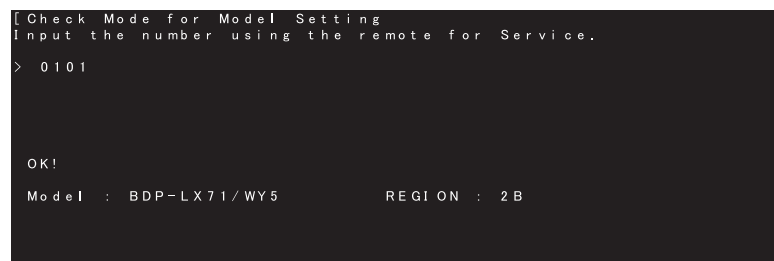 [Check Mode for Model Setting
Input the number using the remote for Service.
> 0101
OK!
Model : BDP-LX71/WY5 REGION : 2B